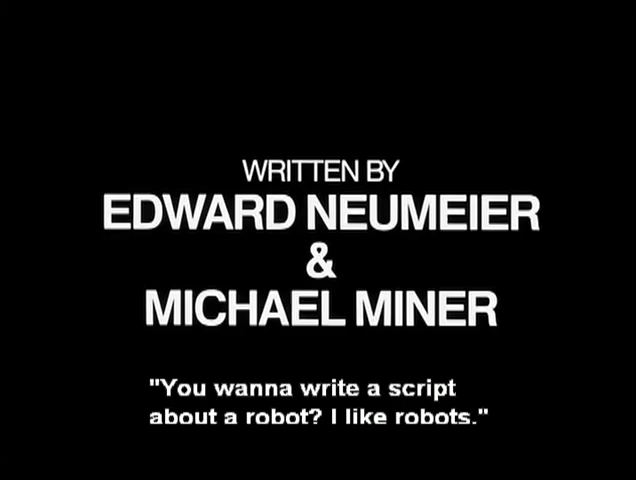 WRITTEN BY
EDWARD NEUMEIER
&
MICHAEL MINER
"You wanna write a script
about a robot? I like robots."